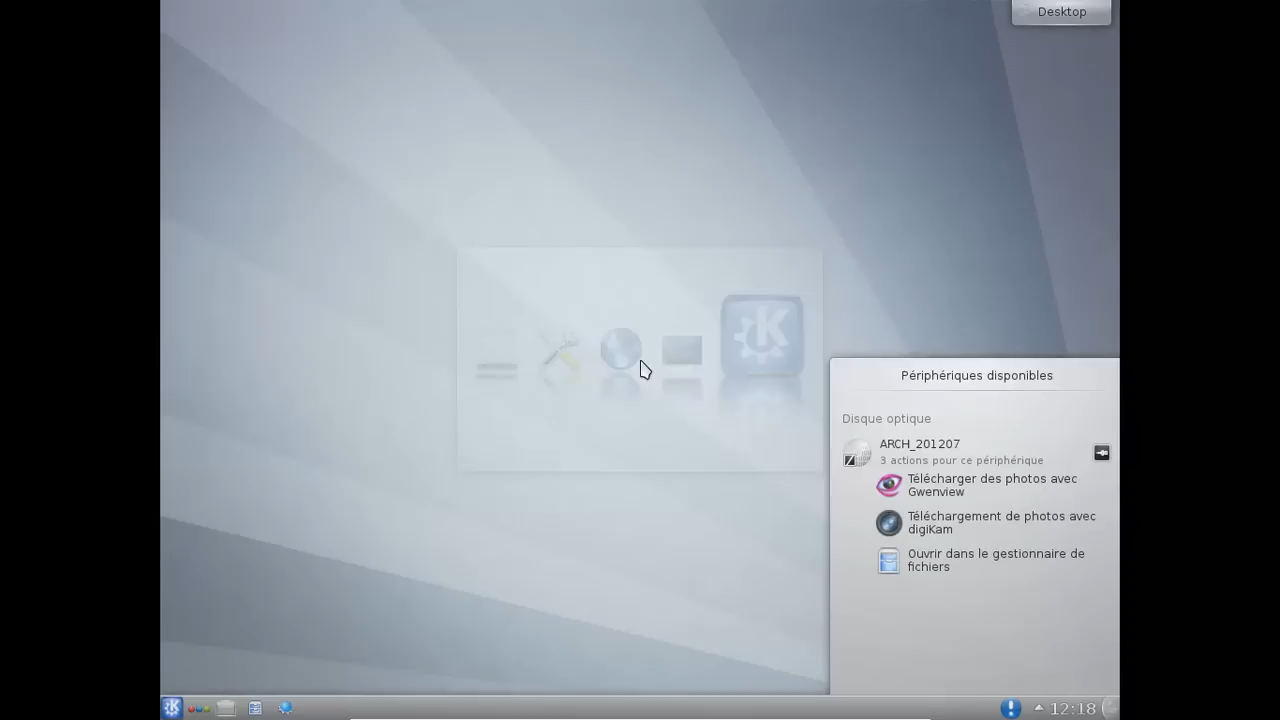 Desktop
Périphériques disponibles
Disque optique
ARCH_201207
3 actions pour ce périphérique
Télécharger des photos avec
Gwenview
Téléchargement de photos avec
digiKam
Ouvrir dans le gestionnaire de
fichiers
12:18